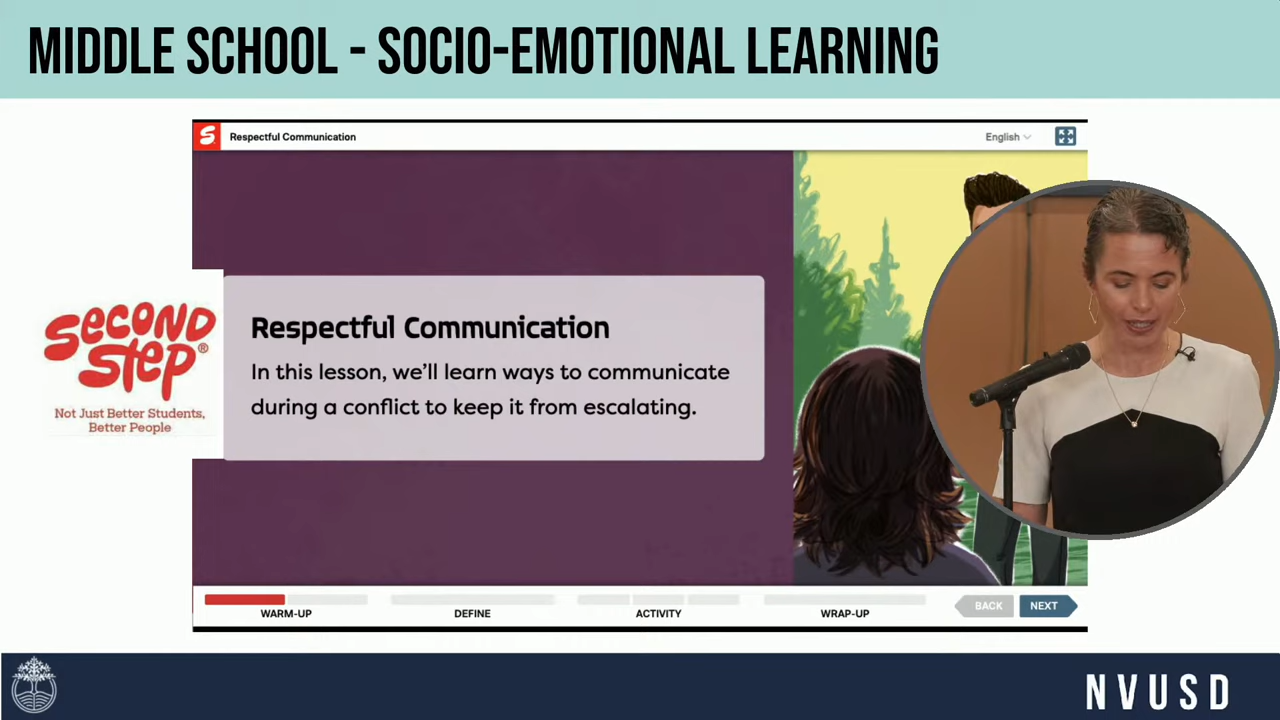 MIDDLE SCHOOL - SOCIO-EMOTIONAL LEARNING
S
Respectful Communication
English
SECOND
STEP®
Not Just Better Students,
Better People
Respectful Communication
In this lesson, we'll learn ways to communicate
during a conflict to keep it from escalating.
WARM-UP
DEFINE
ACTIVITY
WRAP-UP
BACK
NEXT
NVUSD